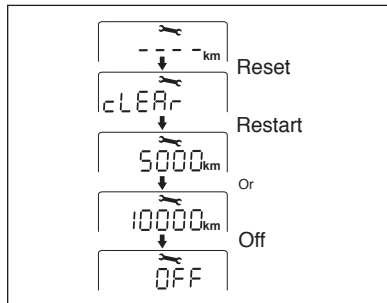 ---- km
Reset
cLEAr
Restart
5000km
Or
10000km
Off
OFF